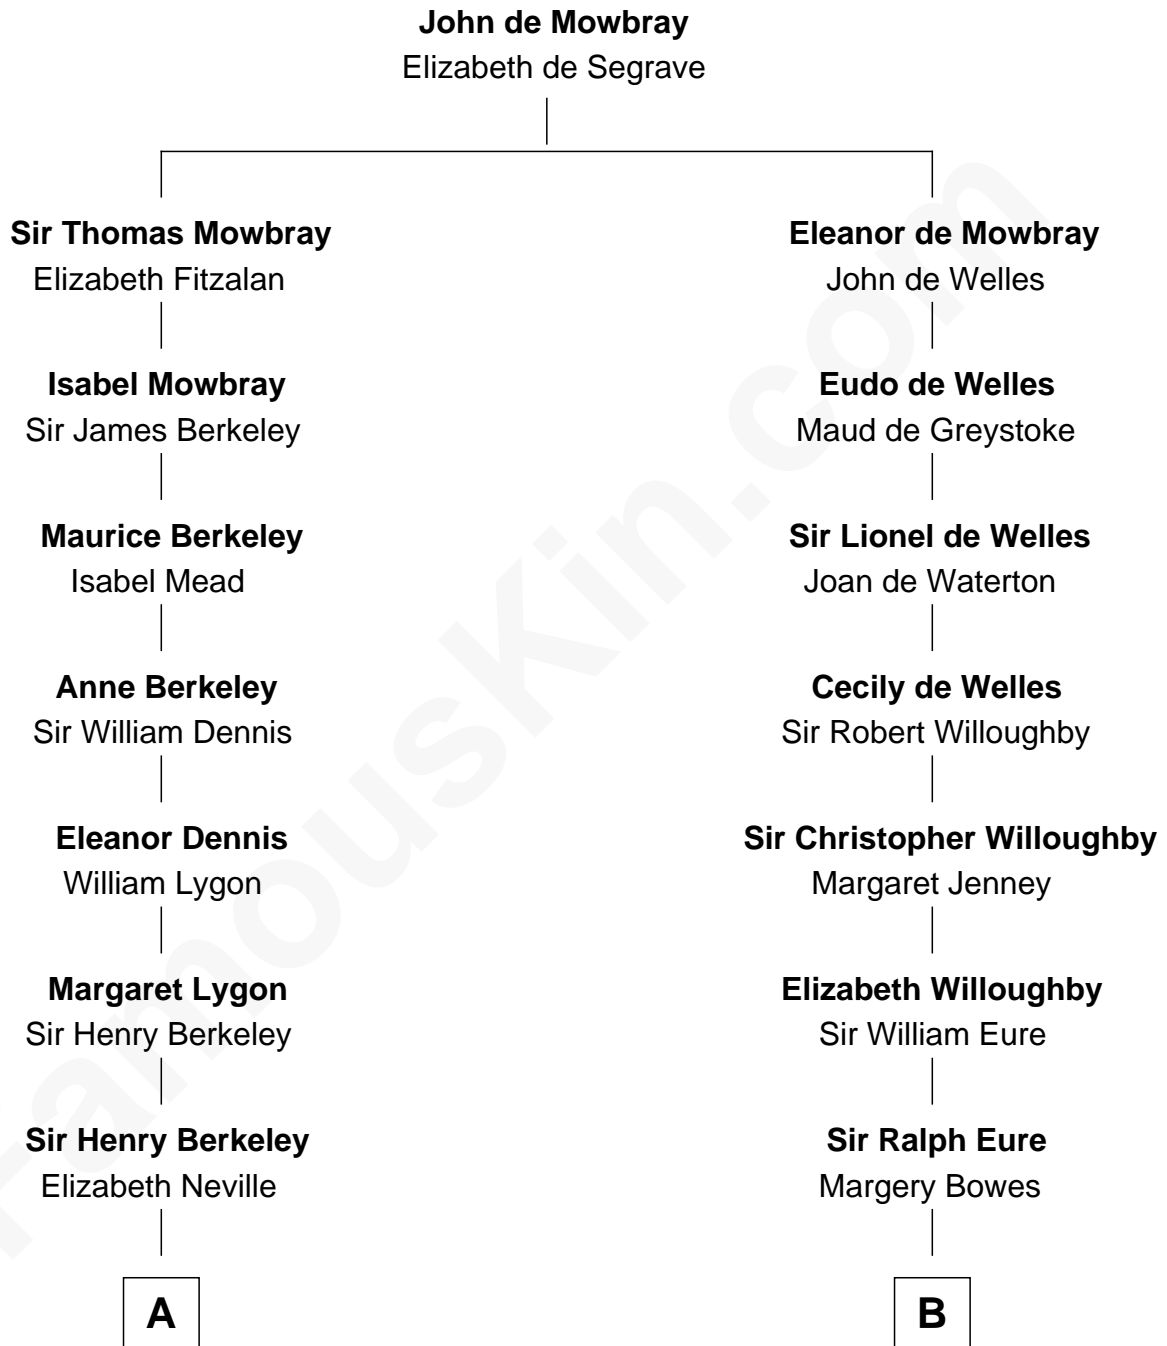 John de Mowbray
Elizabeth de Segrave
Sir Thomas Mowbray
Elizabeth Fitzalan
Eleanor de Mowbray
John de Welles
Isabel Mowbray
Sir James Berkeley
Eudo de Welles
Maud de Greystoke
Maurice Berkeley
Isabel Mead
Sir Lionel de Welles
Joan de Waterton
Anne Berkeley
Sir William Dennis
Cecily de Welles
Sir Robert Willoughby
Eleanor Dennis
William Lygon
Sir Christopher Willoughby
Margaret Jenney
Margaret Lygon
Sir Henry Berkeley
Elizabeth Willoughby
Sir William Eure
Sir Henry Berkeley
Elizabeth Neville
Sir Ralph Eure
Margery Bowes
A
B
FamousKin.com